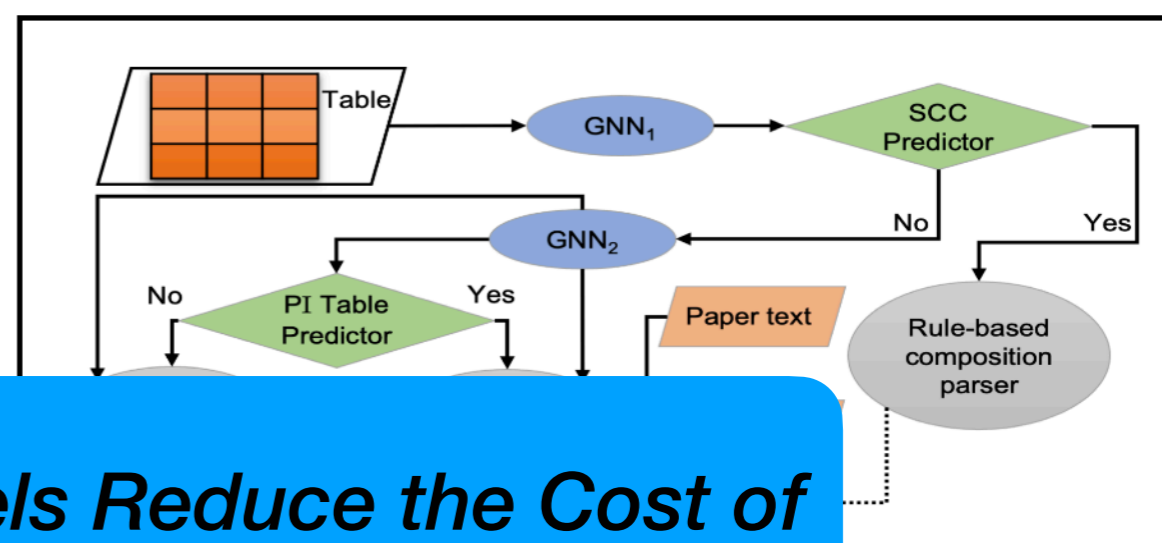 Table
GNN₁
SCC
Predictor
No
Yes
GNN₂
No
PI Table
Predictor
Yes
Paper text
Rule-based
composition
parser
Reduce the Cost of